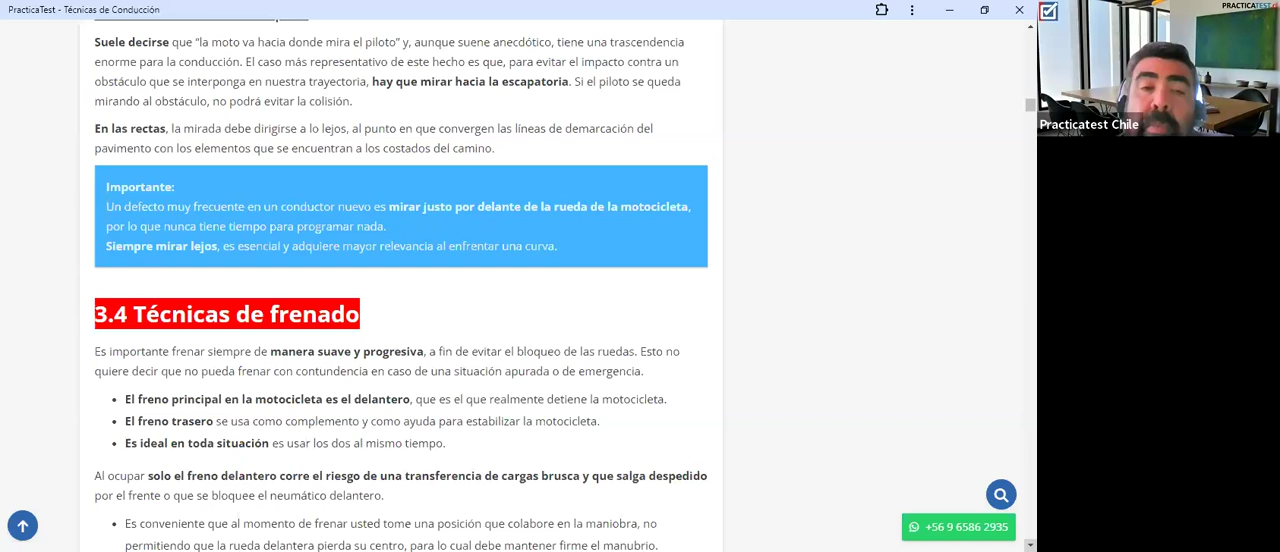 PracticaTest - Técnicas de Conducción
PRACTICATEST
Suele decirse que “la moto va hacia donde mira el piloto” y, aunque suene anecdótico, tiene una trascendencia
enorme para la conducción. El caso más representativo de este hecho es que, para evitar el impacto contra un
obstáculo que se interponga en nuestra trayectoria, hay que mirar hacia la escapatoria. Si el piloto se queda
mirando al obstáculo, no podrá evitar la colisión.
Practicatest Chile
En las rectas, la mirada debe dirigirse a lo lejos, al punto en que convergen las líneas de demarcación del
pavimento con los elementos que se encuentran a los costados del camino.
Importante:
Un defecto muy frecuente en un conductor nuevo es mirar justo por delante de la rueda de la motocicleta,
por lo que nunca tiene tiempo para programar nada.
Siempre mirar lejos, es esencial y adquiere mayor relevancia al enfrentar una curva.
3.4 Técnicas de frenado
Es importante frenar siempre de manera suave y progresiva, a fin de evitar el bloqueo de las ruedas. Esto no
quiere decir que no pueda frenar con contundencia en caso de una situación apurada o de emergencia.
• El freno principal en la motocicleta es el delantero, que es el que realmente detiene la motocicleta.
• El freno trasero se usa como complemento y como ayuda para estabilizar la motocicleta.
• Es ideal en toda situación es usar los dos al mismo tiempo.
Al ocupar solo el freno delantero corre el riesgo de una transferencia de cargas brusca y que salga despedido
por el frente o que se bloquee el neumático delantero.
• Es conveniente que al momento de frenar usted tome una posición que colabore en la maniobra, no
permitiendo que la rueda delantera pierda su centro, para lo cual debe mantener firme el manubrio.
+56 9 6586 2935